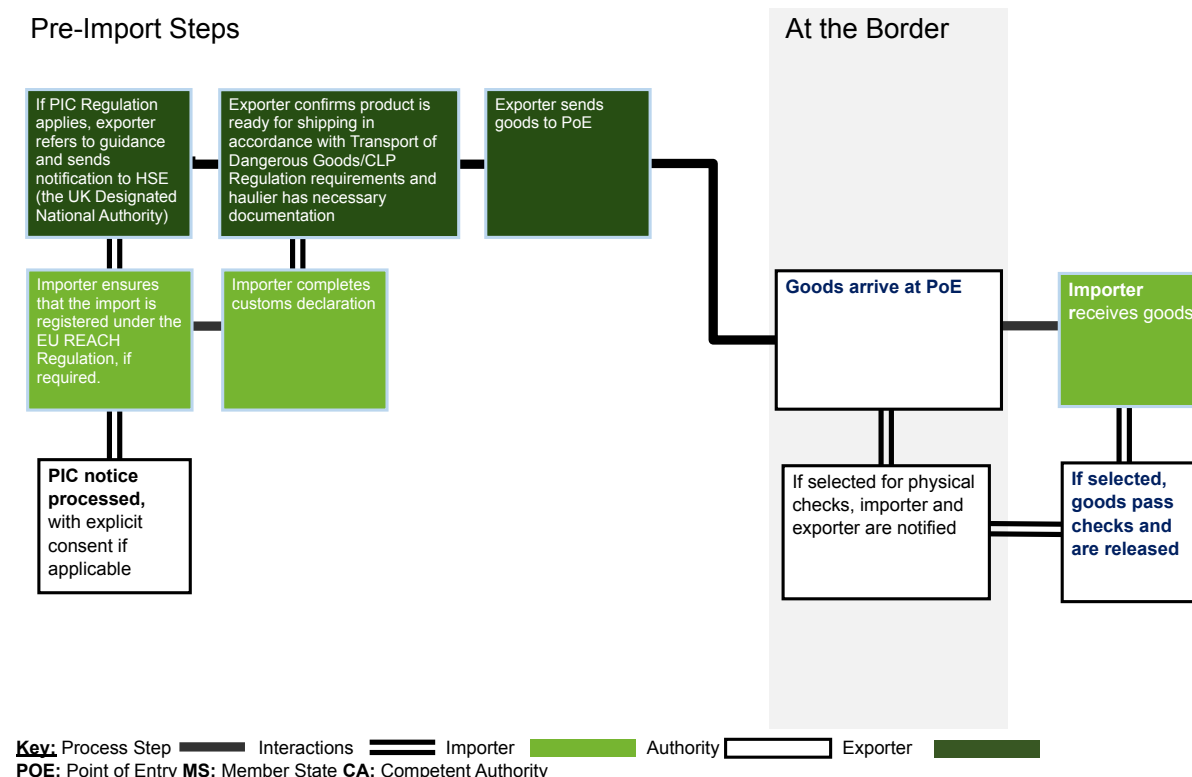 Pre-Import Steps
At the Border
If PIC Regulation
applies, exporter
refers to guidance
and sends
notification to HSE
(the UK Designated
National Authority)
Exporter confirms product is
ready for shipping in
accordance with Transport of
Dangerous Goods/CLP
Regulation requirements and
haulier has necessary
documentation
Exporter sends
goods to PoE
Importer ensures
that the import is
registered under the
EU REACH
Regulation, if
required.
Importer completes
customs declaration
Goods arrive at PoE
Importer
receives goods
PIC notice
processed,
with explicit
consent if
applicable
If selected for physical
checks, importer and
exporter are notified
If selected,
goods pass
checks and
are released
Key: Process Step Interactions Importer Authority Exporter
POE: Point of Entry MS: Member State CA: Competent Authority